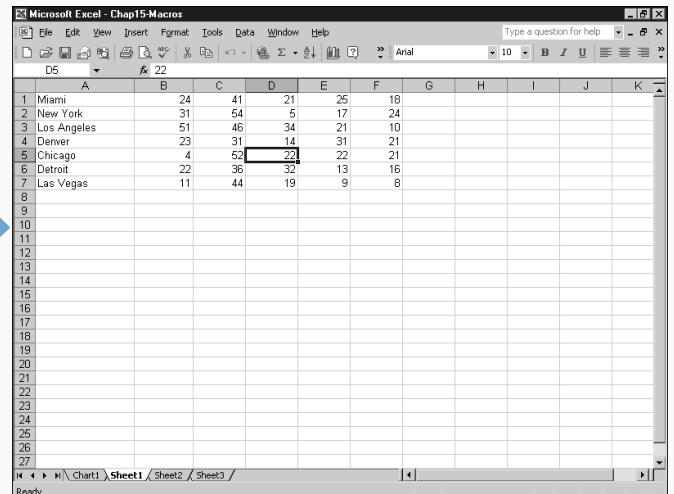 Microsoft Excel - Chap15-Macros
File Edit View Insert Format Tools Data Window Help Type a question for help
Arial 10 B I U
D5 fx 22
A B C D E F G H I J K
1 Miami 24 41 21 25 18
2 New York 31 54 5 17 24
3 Los Angeles 51 46 34 21 10
4 Denver 23 31 14 31 21
5 Chicago 4 52 22 22 21
6 Detroit 22 36 32 13 16
7 Las Vegas 11 44 19 9 8
8
9
10
11
12
13
14
15
16
17
18
19
20
21
22
23
24
25
26
27
Chart1 Sheet1 Sheet2 Sheet3
Ready